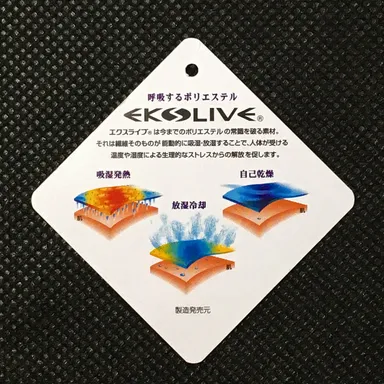 呼吸するポリエステル
EKSLIVE®
エクスライブ®は今までのポリエステルの常識を破る素材。
それは繊維そのものが能動的に吸湿・放湿することで、人体が受ける
温度や湿度による生理的なストレスからの解放を促します。
吸湿発熱
自己乾燥
放湿冷却
肌
肌
肌
製造発売元